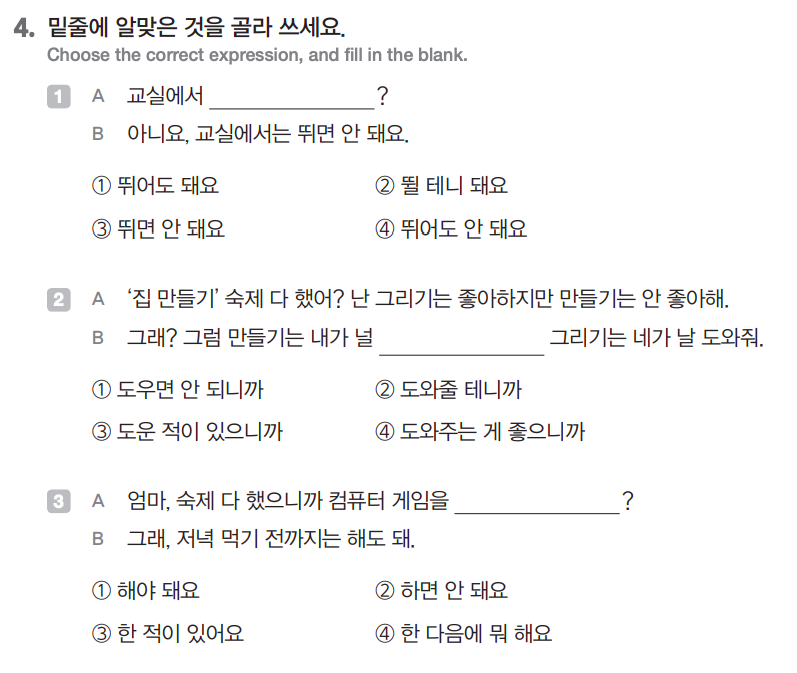 4. 밑줄에 알맞은 것을 골라 쓰세요.
Choose the correct expression, and fill in the blank.
1 A 교실에서 ______________?
B 아니요, 교실에서는 뛰면 안 돼요.
① 뛰어도 돼요 ② 뛸 테니 돼요
③ 뛰면 안 돼요 ④ 뛰어도 안 돼요
2 A ‘집 만들기’ 숙제 다 했어? 난 그리기는 좋아하지만 만들기는 안 좋아해.
B 그래? 그럼 만들기는 내가 널 ______________ 그리기는 네가 날 도와줘.
① 도우면 안 되니까 ② 도와줄 테니까
③ 도운 적이 있으니까 ④ 도와주는 게 좋으니까
3 A 엄마, 숙제 다 했으니까 컴퓨터 게임을 ______________?
B 그래, 저녁 먹기 전까지는 해도 돼.
① 해야 돼요 ② 하면 안 돼요
③ 한 적이 있어요 ④ 한 다음에 뭐 해요